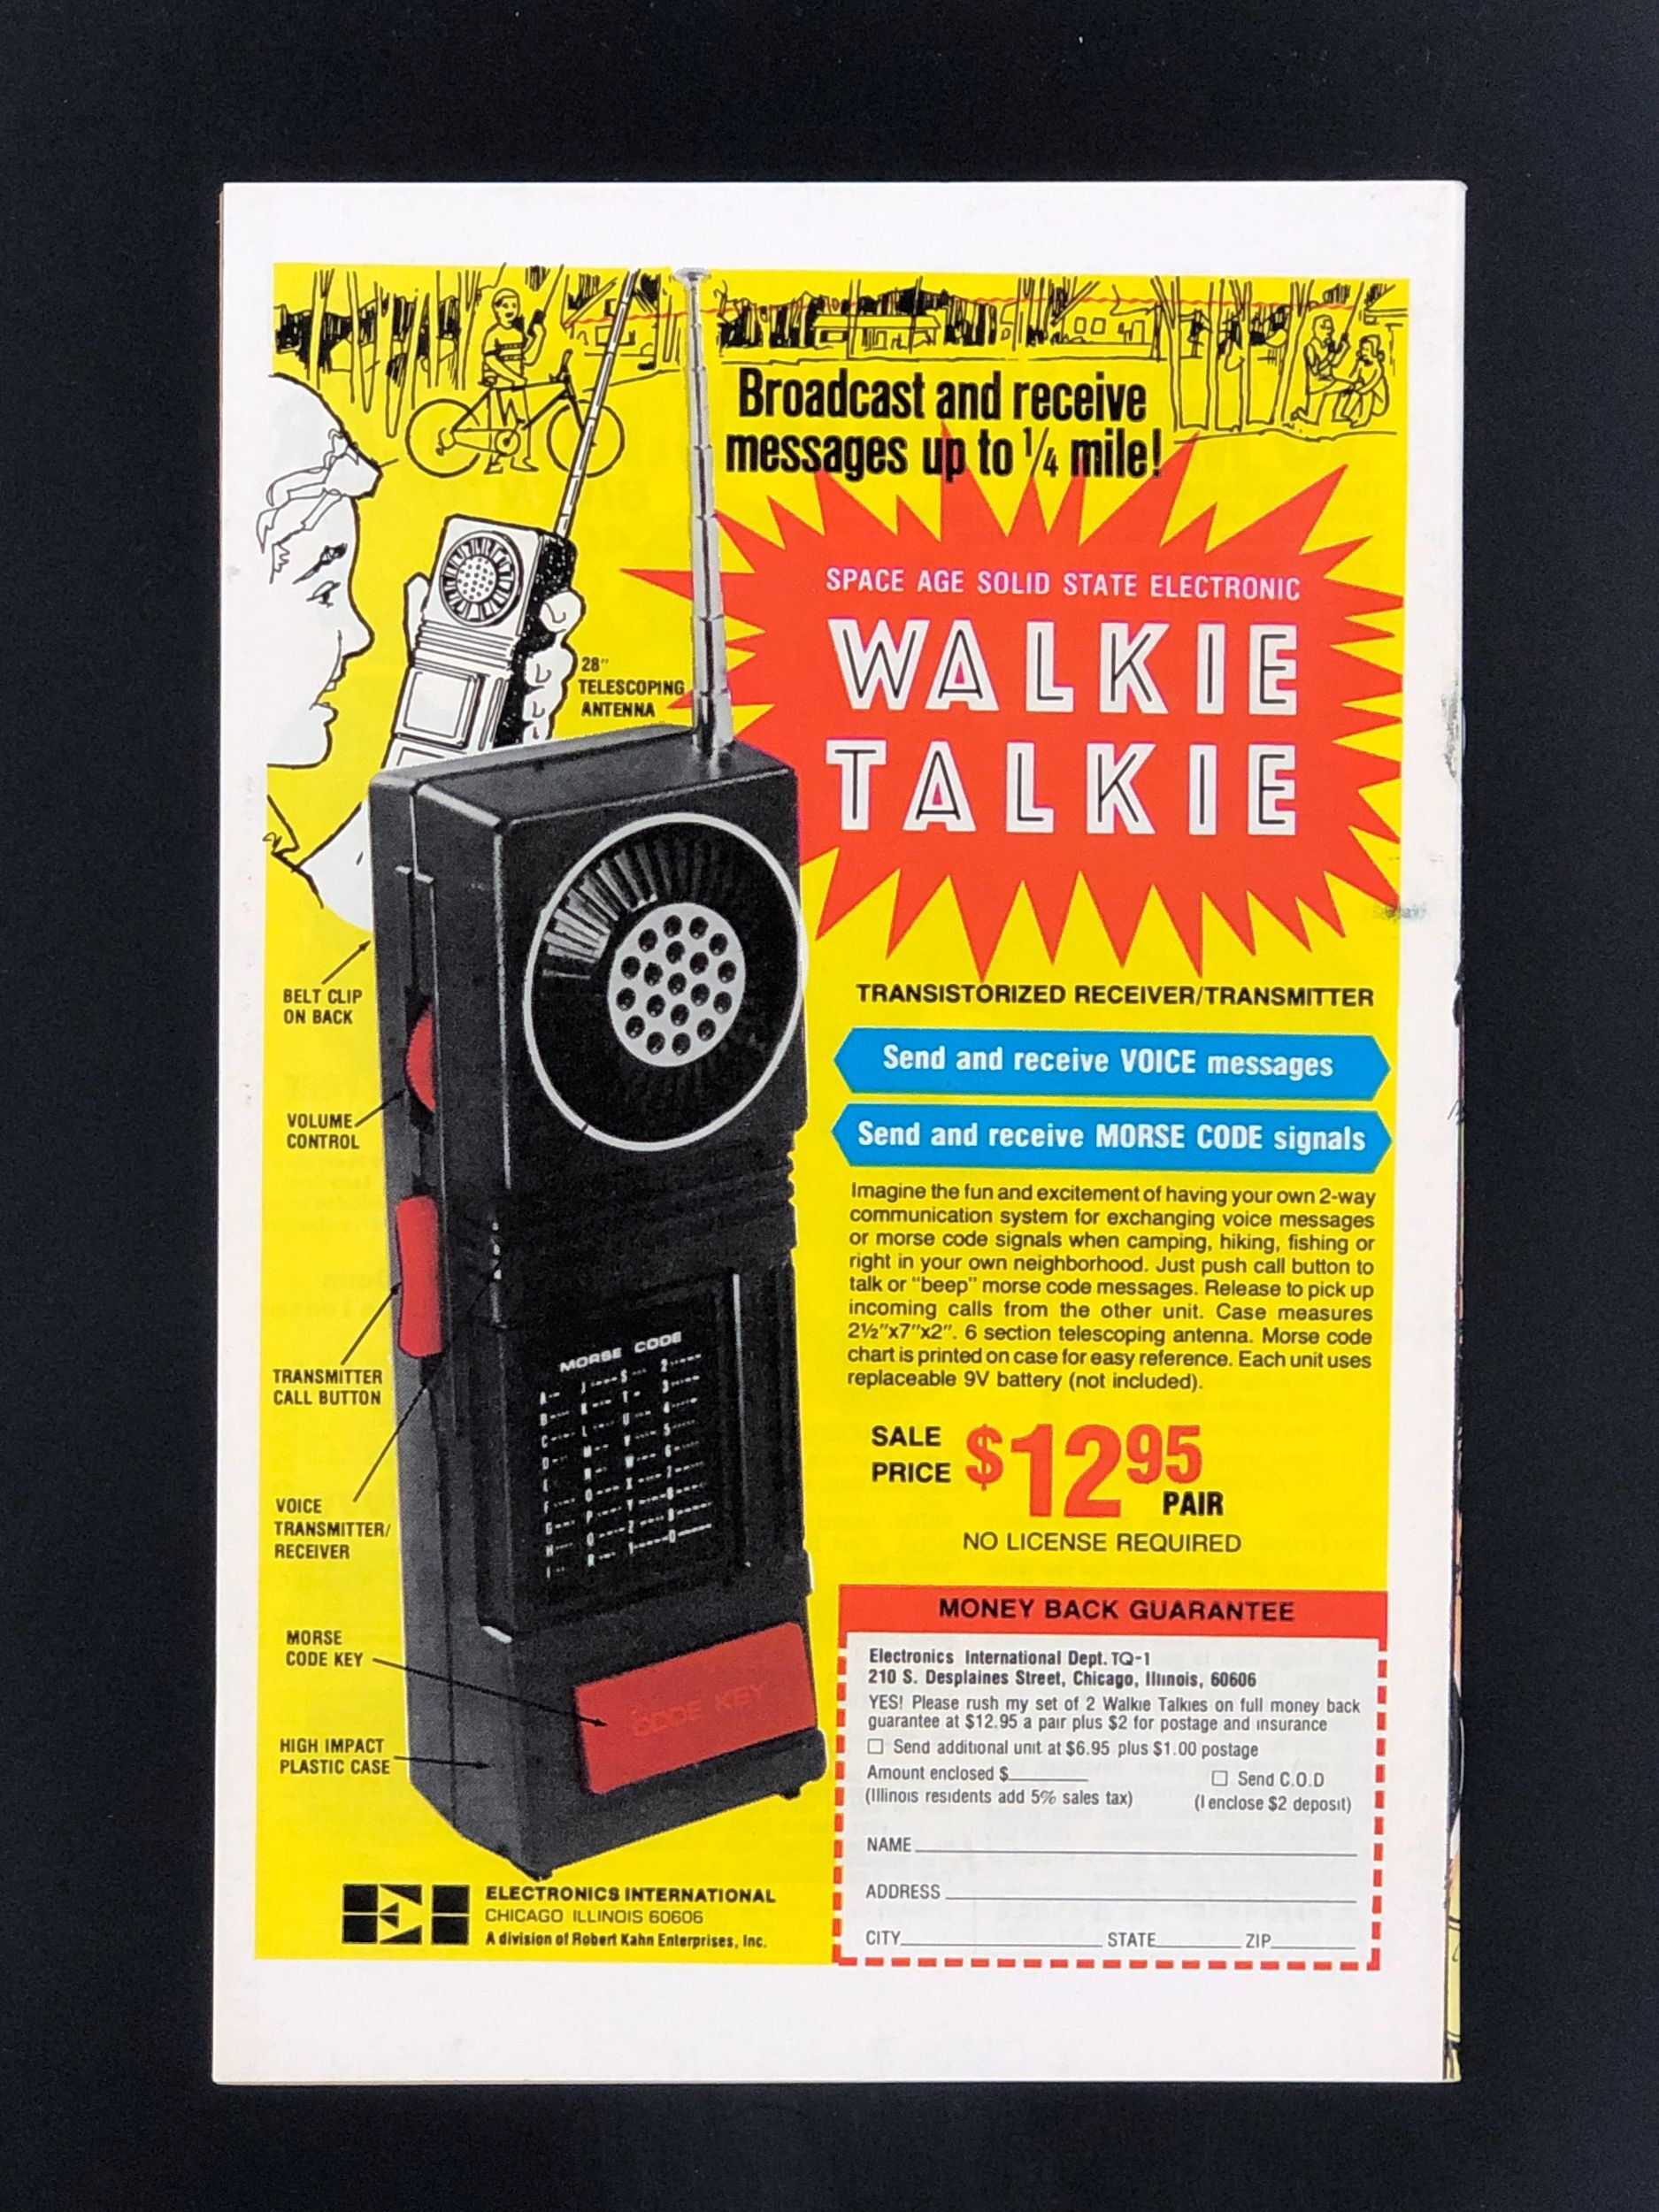 Broadcast and receive
messages up to ¼ mile!
SPACE AGE SOLID STATE ELECTRONIC
WALKIE
TALKIE
28"
TELESCOPING
ANTENNA
BELT CLIP
ON BACK
VOLUME
CONTROL
TRANSMITTER
CALL BUTTON
VOICE
TRANSMITTER/
RECEIVER
MORSE
CODE KEY
HIGH IMPACT
PLASTIC CASE
MORSE CODE
CODE KEY
TRANSISTORIZED RECEIVER/TRANSMITTER
Send and receive VOICE messages
Send and receive MORSE CODE signals
Imagine the fun and excitement of having your own 2-way
communication system for exchanging voice messages
or morse code signals when camping, hiking, fishing or
right in your own neighborhood. Just push call button to
talk or "beep" morse code messages. Release to pick up
incoming calls from the other unit. Case measures
2½"x7"x2". 6 section telescoping antenna. Morse code
chart is printed on case for easy reference. Each unit uses
replaceable 9V battery (not included).
SALE
PRICE $12 95
PAIR
NO LICENSE REQUIRED
MONEY BACK GUARANTEE
Electronics International Dept. TQ-1
210 S. Desplaines Street, Chicago, Illinois, 60606
YES! Please rush my set of 2 Walkie Talkies on full money back
guarantee at $12.95 a pair plus $2 for postage and insurance
☐ Send additional unit at $6.95 plus $1.00 postage
Amount enclosed $________ ☐ Send C.O.D
(Illinois residents add 5% sales tax) (I enclose $2 deposit)
NAME
ADDRESS
CITY STATE ZIP
ELECTRONICS INTERNATIONAL
CHICAGO ILLINOIS 60606
A division of Robert Kahn Enterprises, Inc.